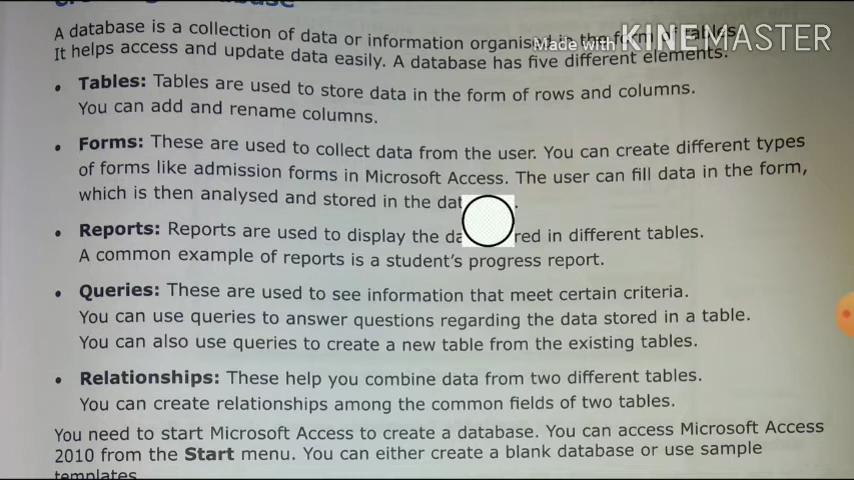 A database is a collection of data or information organised in the form of tables.
Made with KINEMASTER
It helps access and update data easily. A database has five different elements:
• Tables: Tables are used to store data in the form of rows and columns.
You can add and rename columns.
• Forms: These are used to collect data from the user. You can create different types
of forms like admission forms in Microsoft Access. The user can fill data in the form,
which is then analysed and stored in the
• Reports: Reports are used to display the in different tables.
A common example of reports is a student's progress report.
• Queries: These are used to see information that meet certain criteria.
You can use queries to answer questions regarding the data stored in a table.
You can also use queries to create a new table from the existing tables.
• Relationships: These help you combine data from two different tables.
You can create relationships among the common fields of two tables.
You need to start Microsoft Access to create a database. You can access Microsoft Access
2010 from the Start menu. You can either create a blank database or use sample
templates